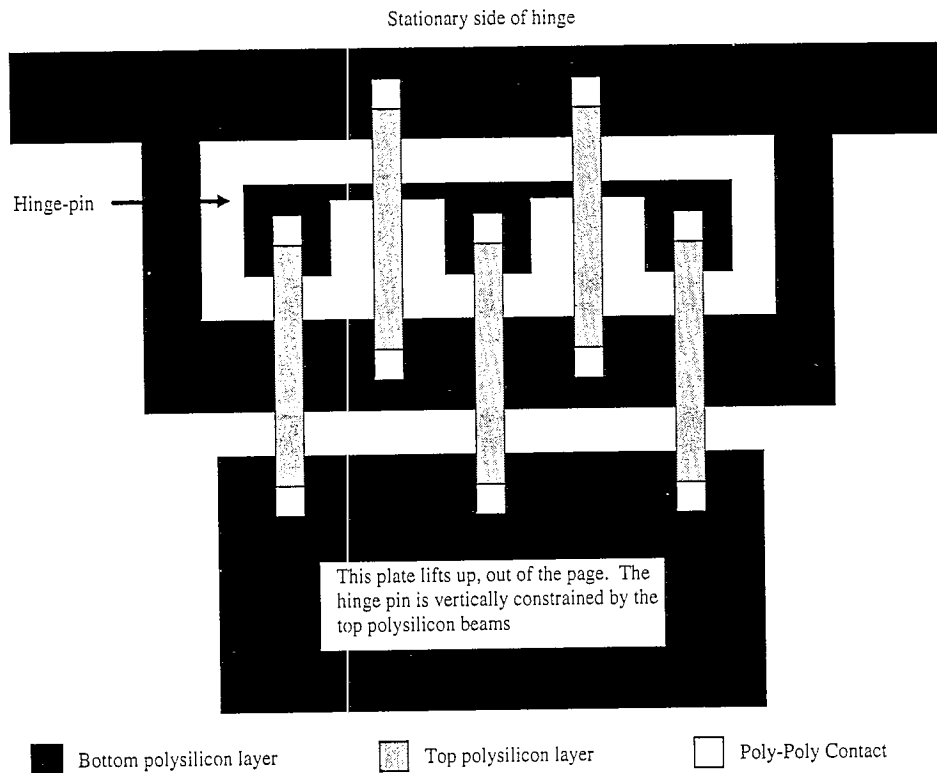 Stationary side of hinge
Hinge-pin
This plate lifts up, out of the page. The
hinge pin is vertically constrained by the
top polysilicon beams
Bottom polysilicon layer
Top polysilicon layer
Poly-Poly Contact